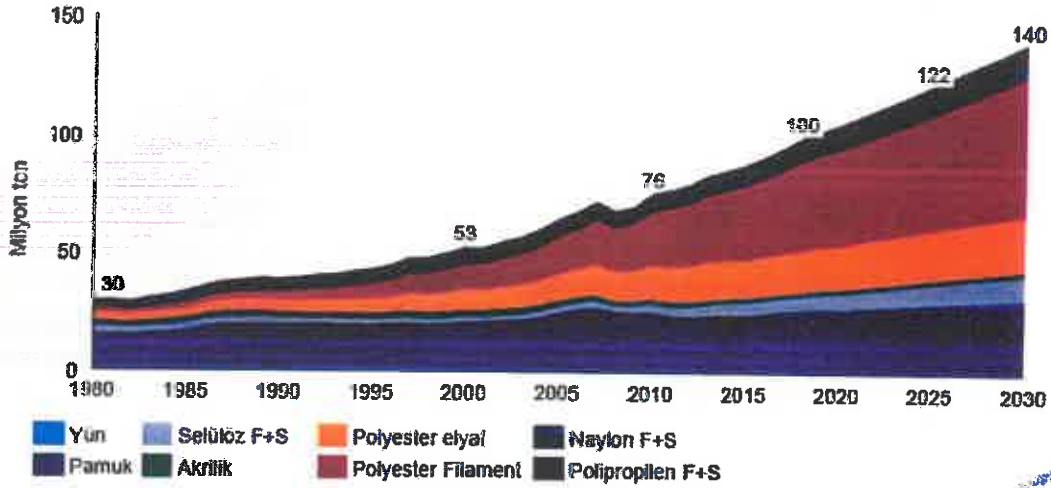 150
140
122
100
100
76
Milyon ton
53
50
30
0
1980 1985 1990 1995 2000 2005 2010 2015 2020 2025 2030
Yün Selülöz F+S Polyester elyaf Naylon F+S
Pamuk Akrilik Polyester Filament Polipropilen F+S